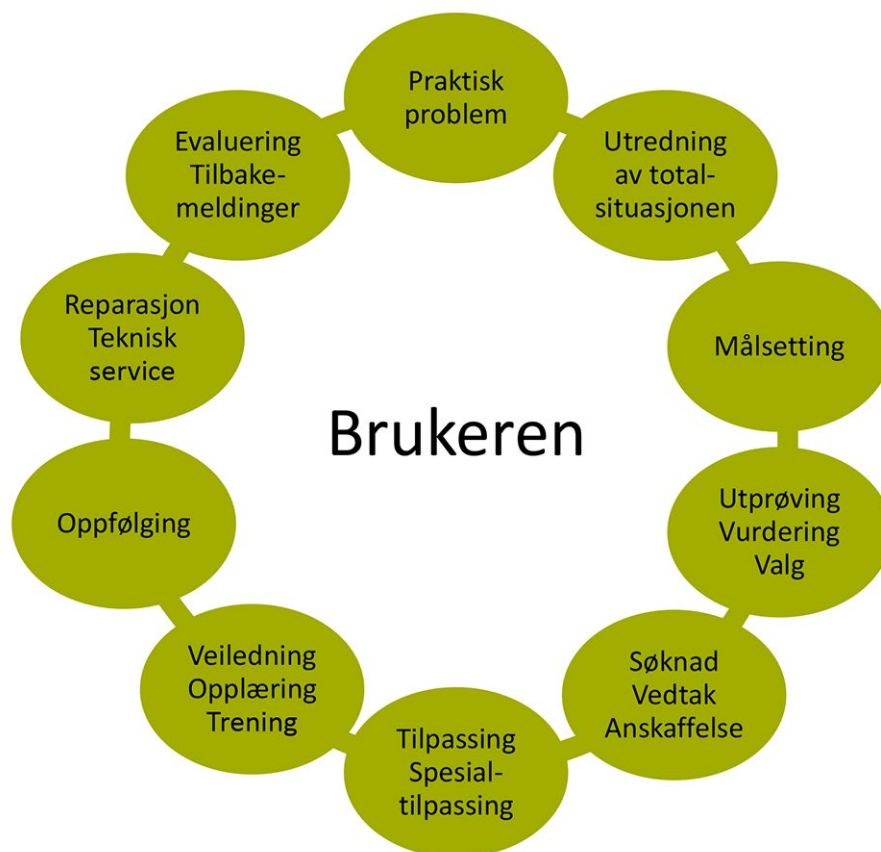 Praktisk
problem
Utredning
av total-
situasjonen
Målsetting
Utprøving
Vurdering
Valg
Søknad
Vedtak
Anskaffelse
Tilpassing
Spesial-
tilpassing
Veiledning
Opplæring
Trening
Oppfølging
Reparasjon
Teknisk
service
Evaluering
Tilbake-
meldinger
Brukeren